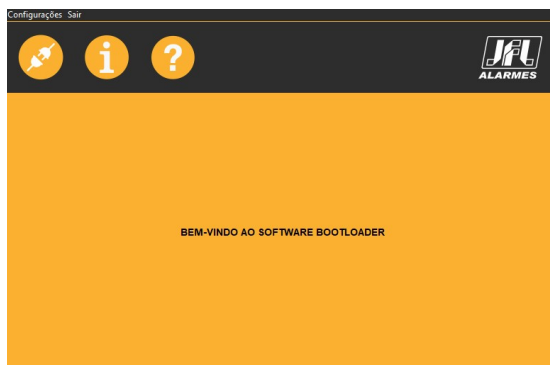 Configurações Sair
i ?
JFL
ALARMES
BEM-VINDO AO SOFTWARE BOOTLOADER